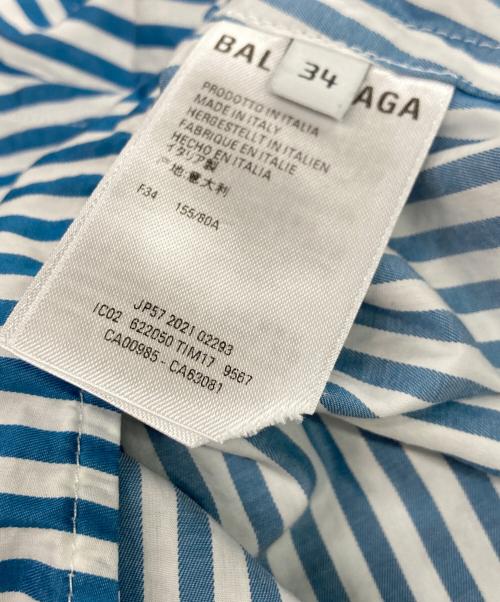 BAL AGA
34
PRODOTTO IN ITALIA
MADE IN ITALY
HERGESTELLT IN ITALIEN
FABRIQUE EN ITALIE
HECHO EN ITALIA
イタリア製
产地:意大利
F34 155/80A
JP57 2021 02293
IC02 622050 TIM17 9567
CA00985 - CA63081